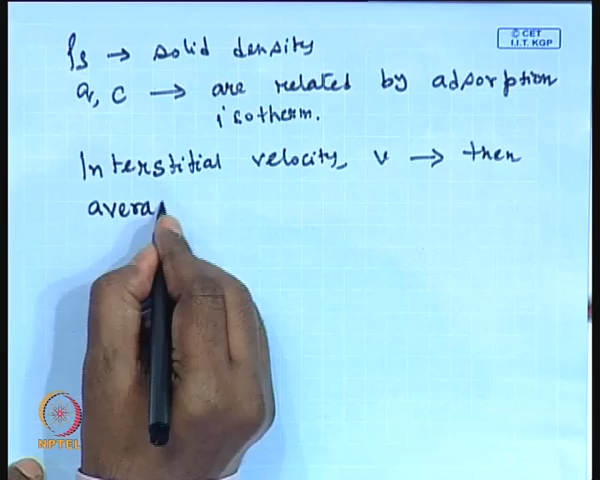 ρs → solid density
© CET
I.I.T. KGP
q, c → are related by adsorption
isotherm.
Interstitial velocity, v → then
avera
NPTEL